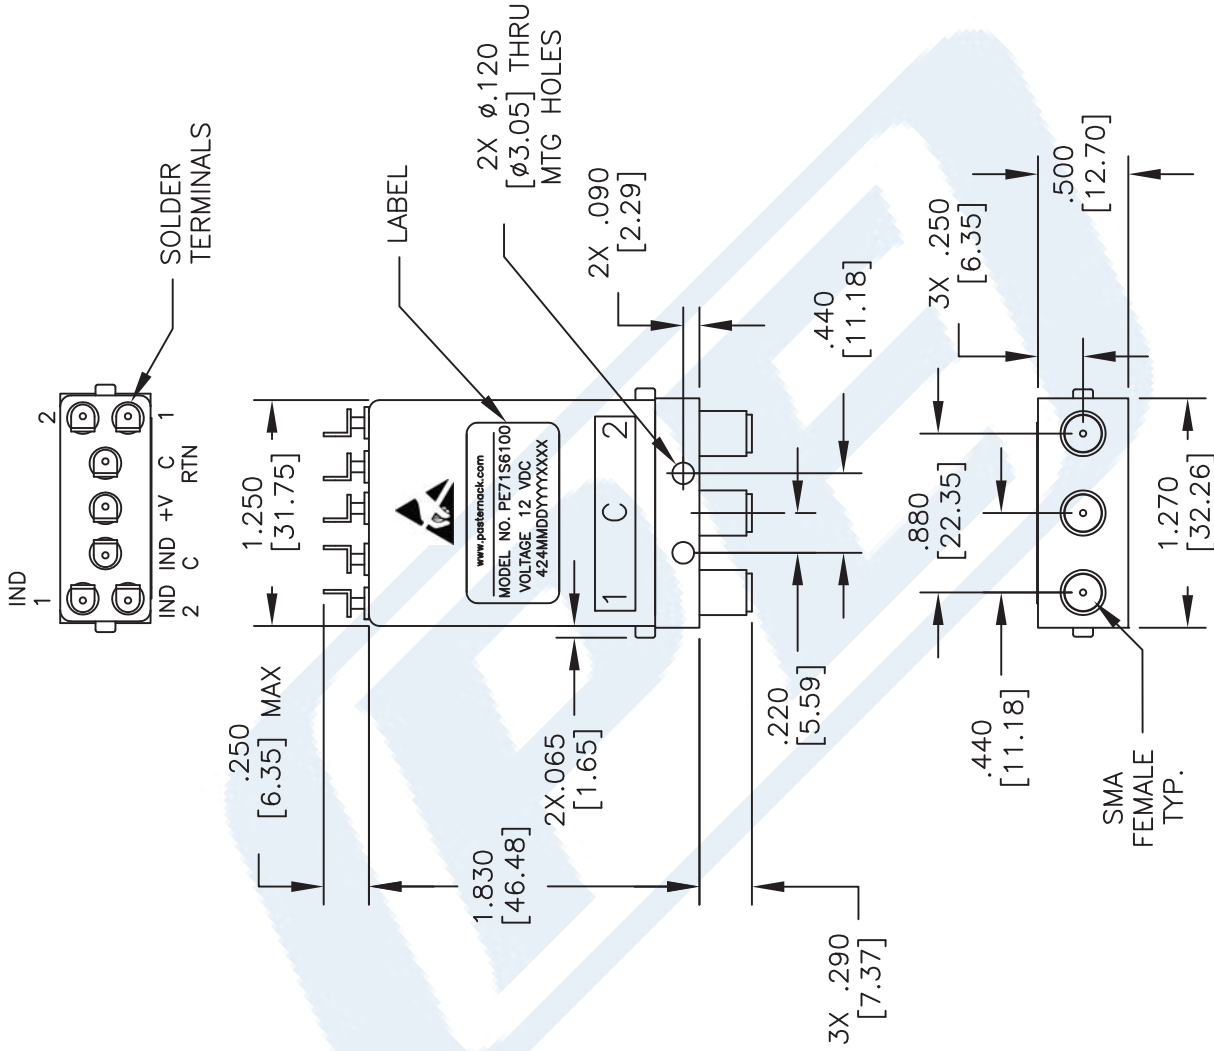 IND
1
2
IND
2
IND
C
+V
C
RTN
1
SOLDER
TERMINALS
1.250
[31.75]
LABEL
2X ø.120
[ø3.05] THRU
MTG HOLES
2X .090
[2.29]
.440
[11.18]
www.pasternack.com
MODEL NO. PE71S6100
VOLTAGE 12 VDC
424MMDDYYYYXXXX
1 C 2
.250
[6.35] MAX
1.830
[46.48]
2X.065
[1.65]
.220
[5.59]
3X .290
[7.37]
3X .250
[6.35]
.500
[12.70]
.880
[22.35]
.440
[11.18]
1.270
[32.26]
SMA
FEMALE
TYP.